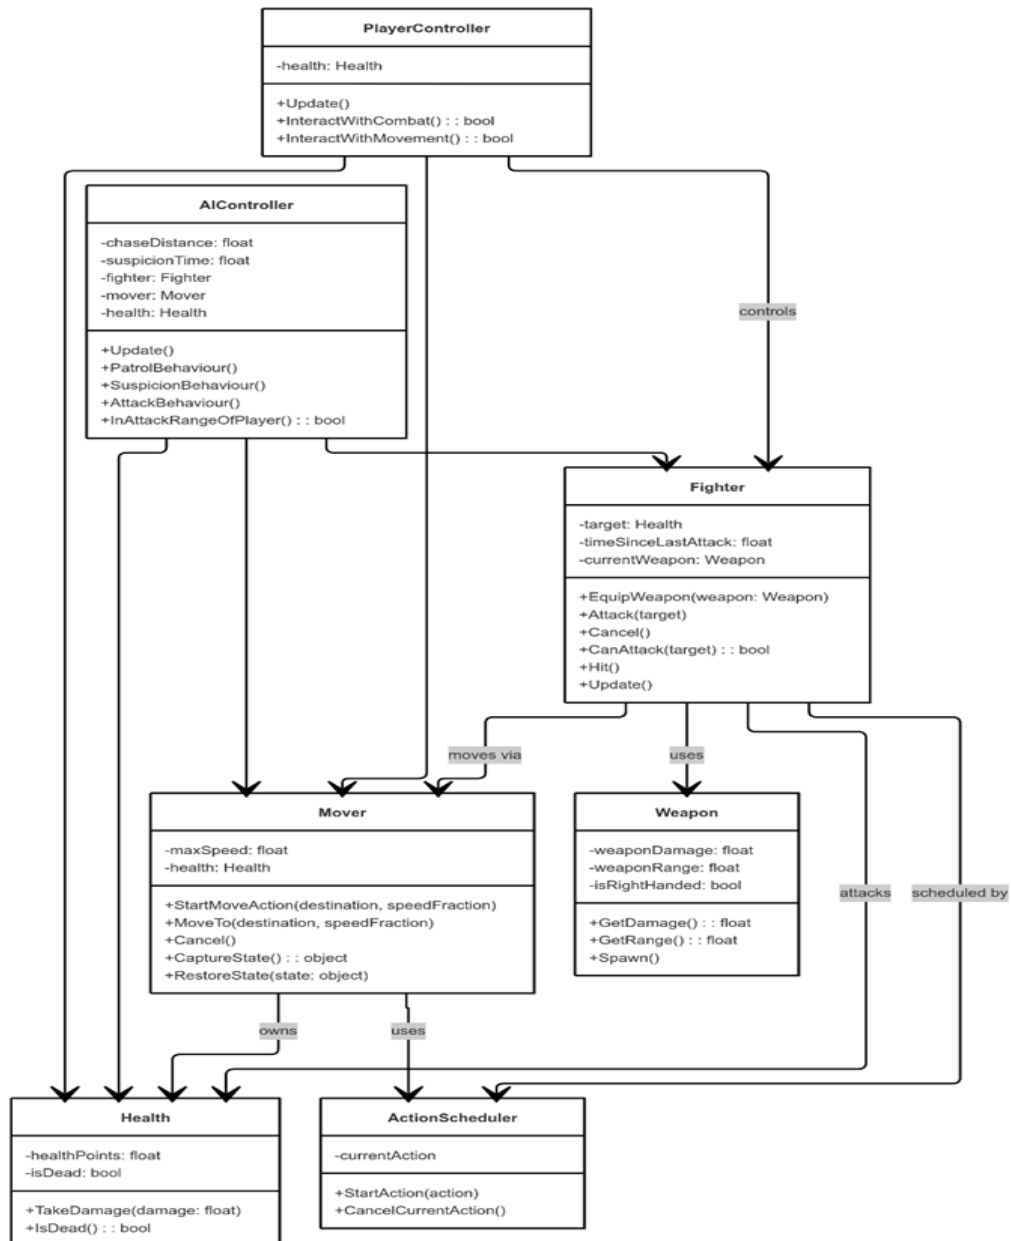 PlayerController
-health: Health
+Update()
+InteractWithCombat() : : bool
+InteractWithMovement() : : bool
AIController
-chaseDistance: float
-suspicionTime: float
-fighter: Fighter
-mover: Mover
-health: Health
+Update()
+PatrolBehaviour()
+SuspicionBehaviour()
+AttackBehaviour()
+InAttackRangeOfPlayer() : : bool
controls
Fighter
-target: Health
-timeSinceLastAttack: float
-currentWeapon: Weapon
+EquipWeapon(weapon: Weapon)
+Attack(target)
+Cancel()
+CanAttack(target) : : bool
+Hit()
+Update()
moves via
uses
Mover
-maxSpeed: float
-health: Health
+StartMoveAction(destination, speedFraction)
+MoveTo(destination, speedFraction)
+Cancel()
+CaptureState() : : object
+RestoreState(state: object)
Weapon
-weaponDamage: float
-weaponRange: float
-isRightHanded: bool
+GetDamage() : : float
+GetRange() : : float
+Spawn()
attacks
scheduled by
owns
uses
Health
-healthPoints: float
-isDead: bool
+TakeDamage(damage: float)
+IsDead() : : bool
ActionScheduler
-currentAction
+StartAction(action)
+CancelCurrentAction()